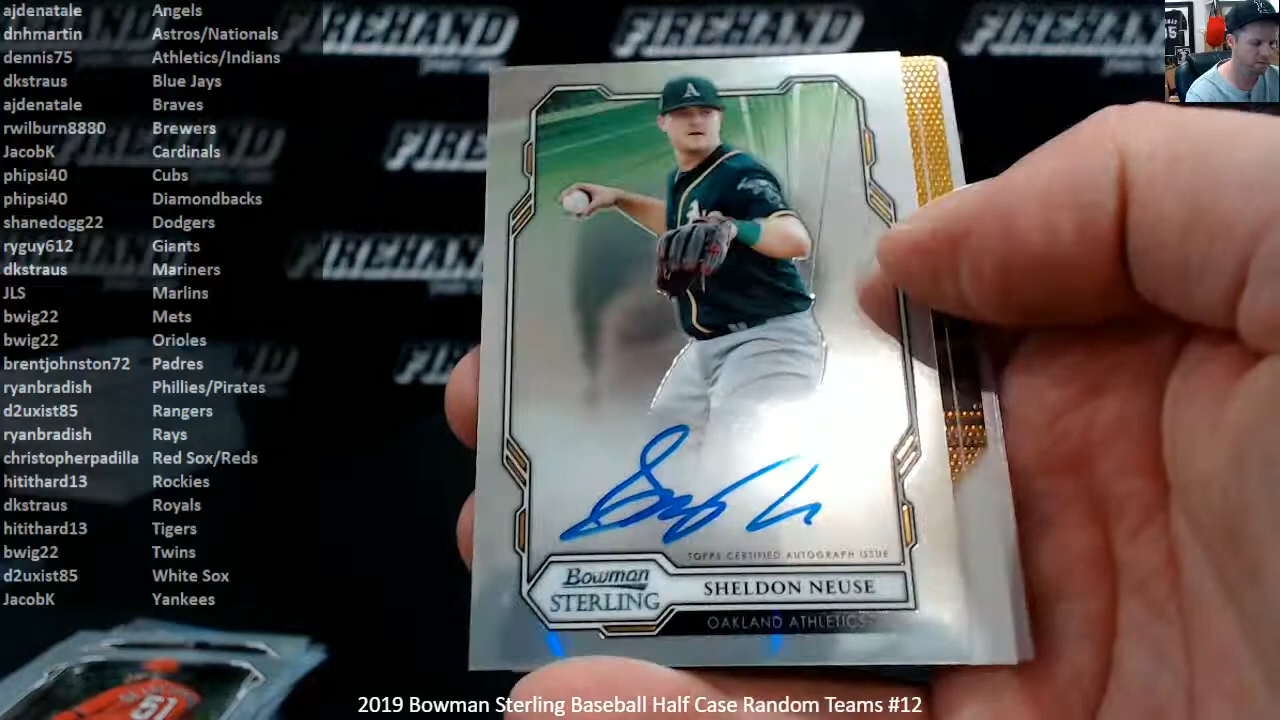 ajdenatale Angels
dnhmartin Astros/Nationals
dennis75 Athletics/Indians
dkstraus Blue Jays
ajdenatale Braves
rwilburn8880 Brewers
JacobK Cardinals
phipsi40 Cubs
phipsi40 Diamondbacks
shanedogg22 Dodgers
ryguy612 Giants
dkstraus Mariners
JLS Marlins
bwig22 Mets
bwig22 Orioles
brentjohnston72 Padres
ryanbradish Phillies/Pirates
d2uxist85 Rangers
ryanbradish Rays
christopherpadilla Red Sox/Reds
hitithard13 Rockies
dkstraus Royals
hitithard13 Tigers
bwig22 Twins
d2uxist85 White Sox
JacobK Yankees
FIREHAND
FIREHAND
FIREHAND
A
TOPPS CERTIFIED AUTOGRAPH ISSUE
Bowman
STERLING
SHELDON NEUSE
OAKLAND ATHLETICS
51
2019 Bowman Sterling Baseball Half Case Random Teams #12